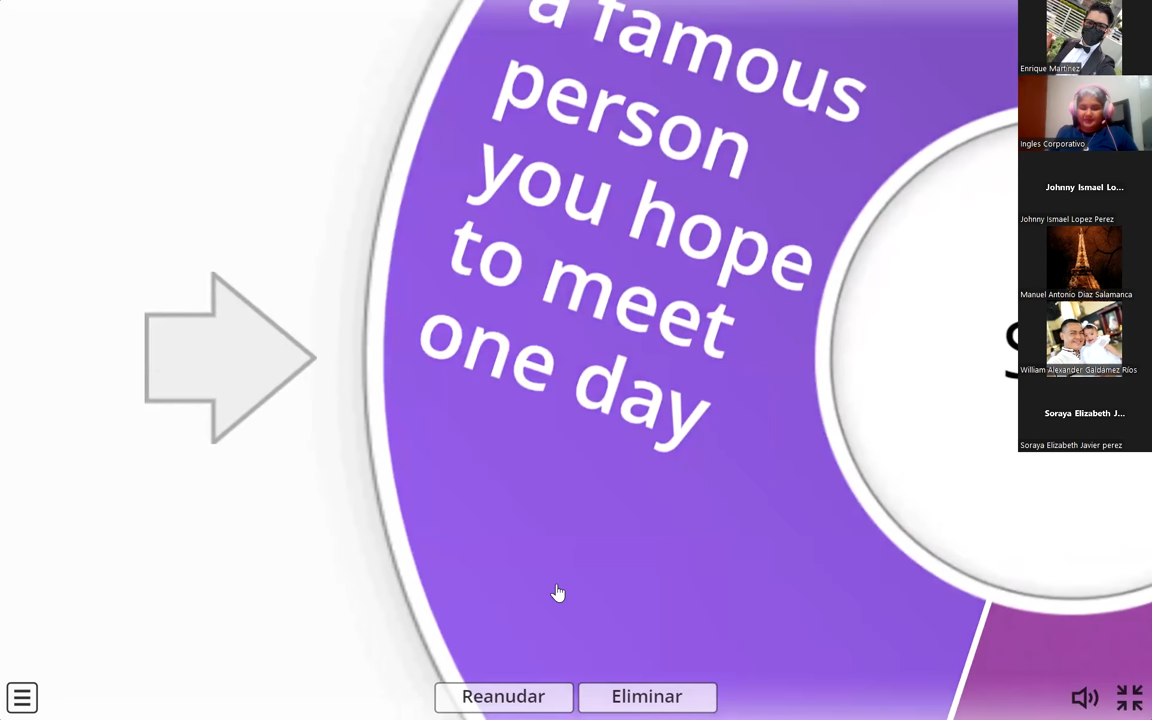 a famous
person
you hope
to meet
one day
Reanudar
Eliminar
Enrique Martinez
Ingles Corporativo
Johnny Ismael Lo...
Johnny Ismael Lopez Perez
Manuel Antonio Diaz Salamanca
William Alexander Galdamez Rios
Soraya Elizabeth J...
Soraya Elizabeth Javier perez